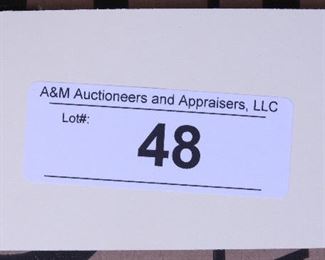 A&M Auctioneers and Appraisers, LLC
Lot#:
48